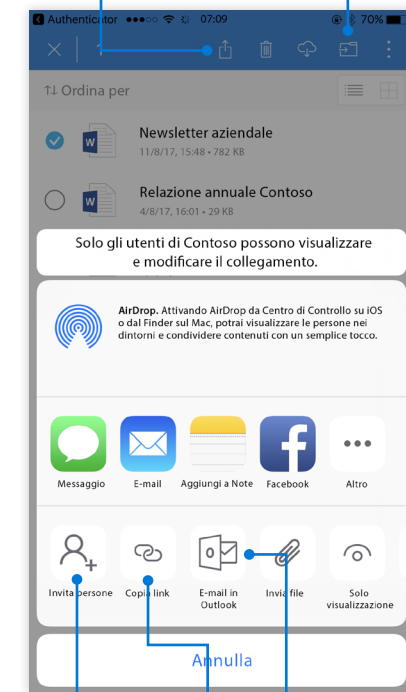 Authenticator 07:09 70%
1
Ordina per
Newsletter aziendale
11/8/17, 15:48 • 782 KB
Relazione annuale Contoso
4/8/17, 16:01 • 29 KB
Solo gli utenti di Contoso possono visualizzare
e modificare il collegamento.
AirDrop. Attivando AirDrop da Centro di Controllo su iOS
o dal Finder sul Mac, potrai visualizzare le persone nei
dintorni e condividere contenuti con un semplice tocco.
Messaggio E-mail Aggiungi a Note Facebook Altro
Invita persone Copia link E-mail in Outlook Invia file Solo visualizzazione
Annulla